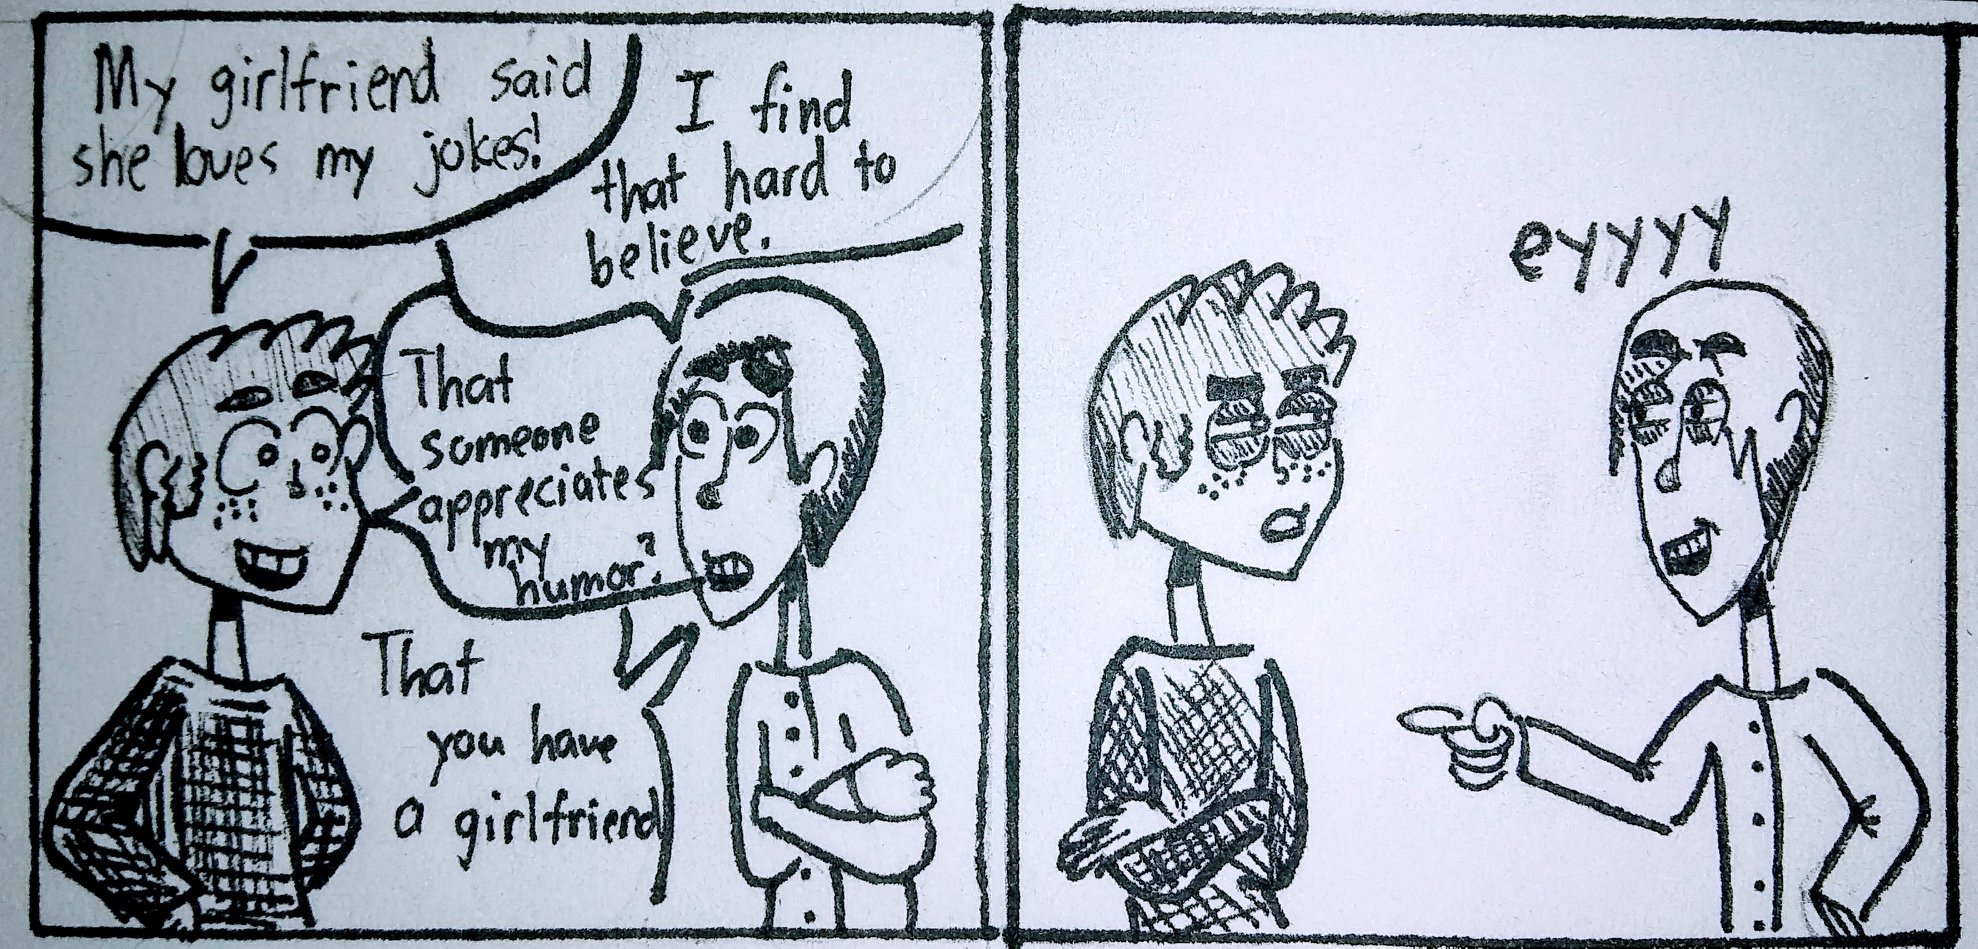 My girlfriend said
she loves my jokes!
I find
that hard to
believe.
That
someone
appreciates
my
humor?
That
you have
a girlfriend
eyyyy